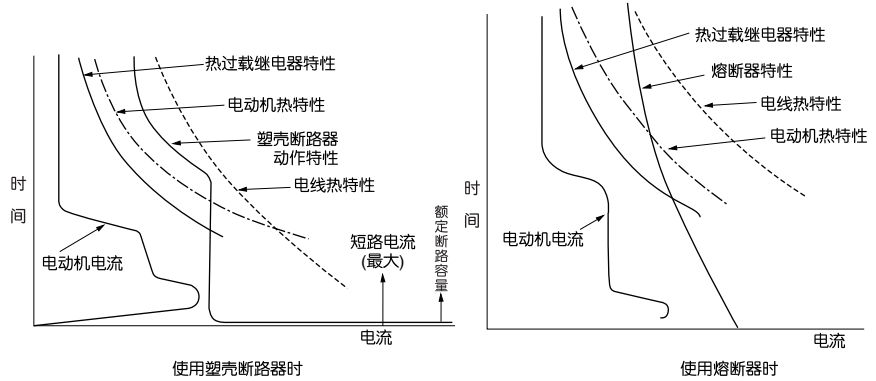 热过载继电器特性
电动机热特性
塑壳断路器
动作特性
电线热特性
时
间
电动机电流
短路电流
(最大)
额定断路容量
电流
使用塑壳断路器时
热过载继电器特性
熔断器特性
电线热特性
电动机热特性
时
间
电动机电流
电流
使用熔断器时